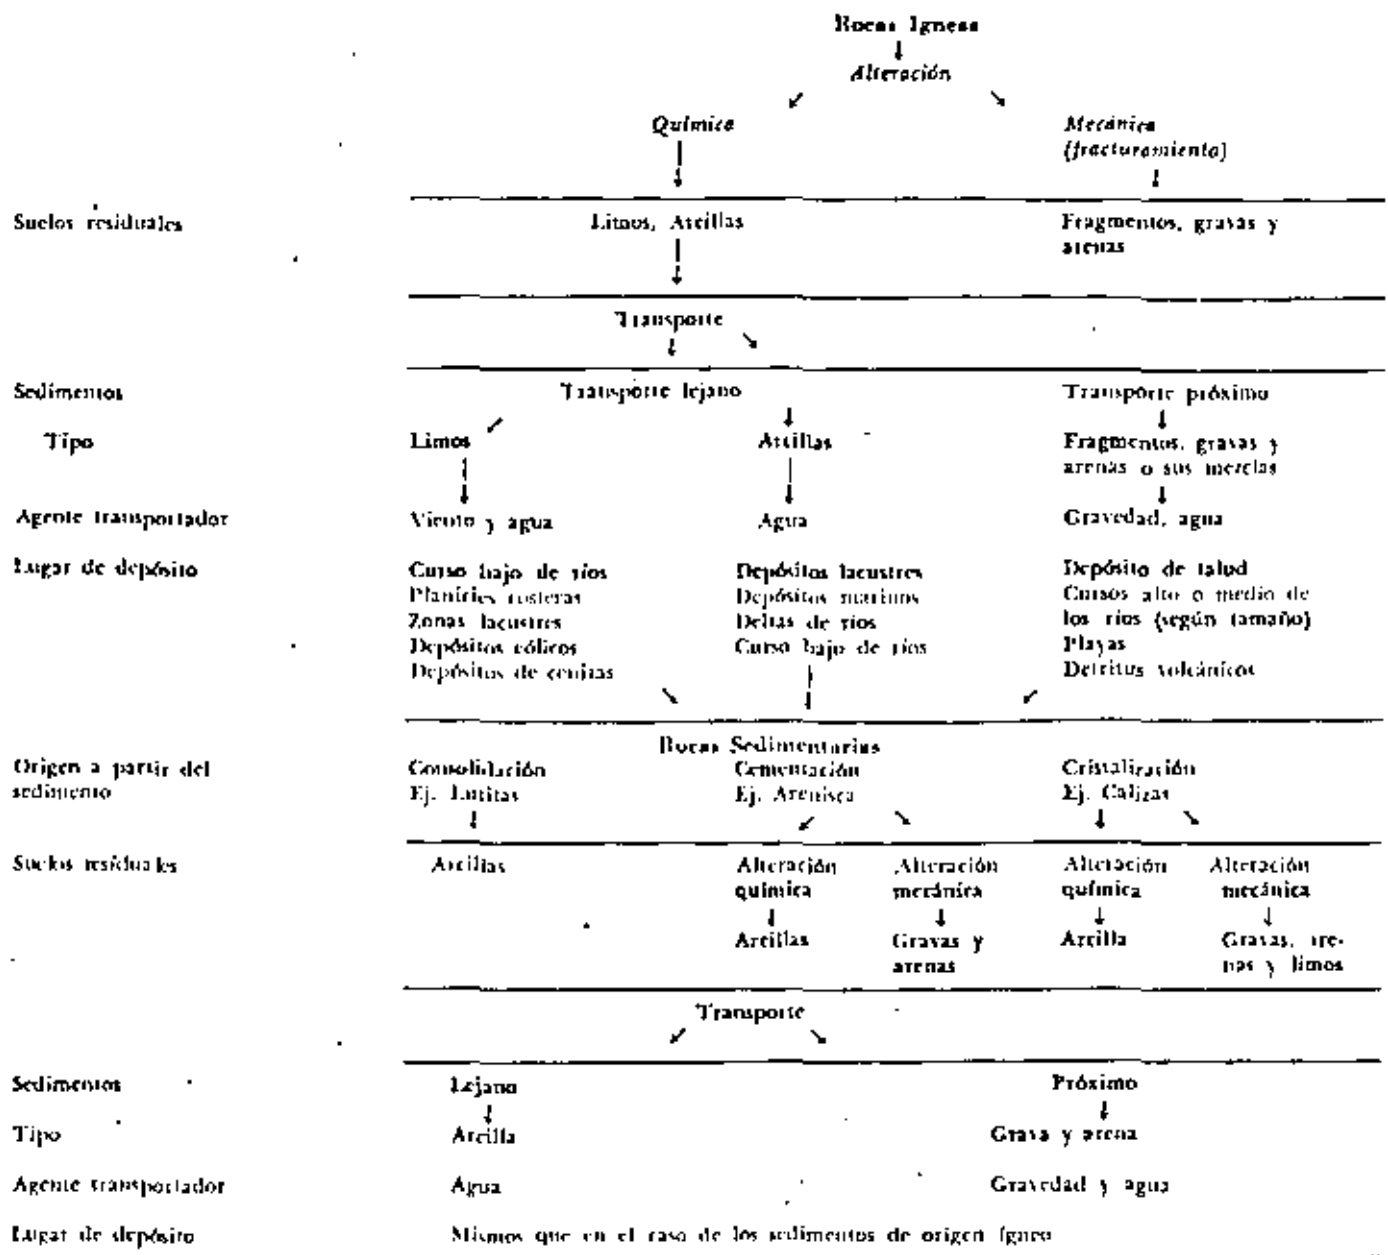 Rocas Igneas
Alteración
Química
Mecánica
(fracturamiento)
Suelos residuales
Limos, Arcillas
Fragmentos, gravas y
arenas
Transporte
Sedimentos
Transporte lejano
Transporte próximo
Tipo
Limos
Arcillas
Fragmentos, gravas y
arenas o sus mezclas
Agente transportador
Viento y agua
Agua
Gravedad, agua
Lugar de depósito
Curso bajo de ríos
Planicies costeras
Zonas lacustres
Depósitos eólicos
Depósitos de cenizas
Depósitos lacustres
Depósitos marinos
Deltas de ríos
Curso bajo de ríos
Depósito de talud
Cursos alto o medio de
los ríos (según tamaño)
Playas
Detritus volcánicos
Rocas Sedimentarias
Origen a partir del
sedimento
Consolidación
Ej. Lutitas
Cementación
Ej. Arenisca
Cristalización
Ej. Calizas
Suelos residuales
Arcillas
Alteración
química
Arcillas
Alteración
mecánica
Gravas y
arenas
Alteración
química
Arcilla
Alteración
mecánica
Gravas, are-
nas y limos
Transporte
Sedimentos
Lejano
Próximo
Tipo
Arcilla
Grava y arena
Agente transportador
Agua
Gravedad y agua
Lugar de depósito
Mismos que en el caso de los sedimentos de origen ígneo